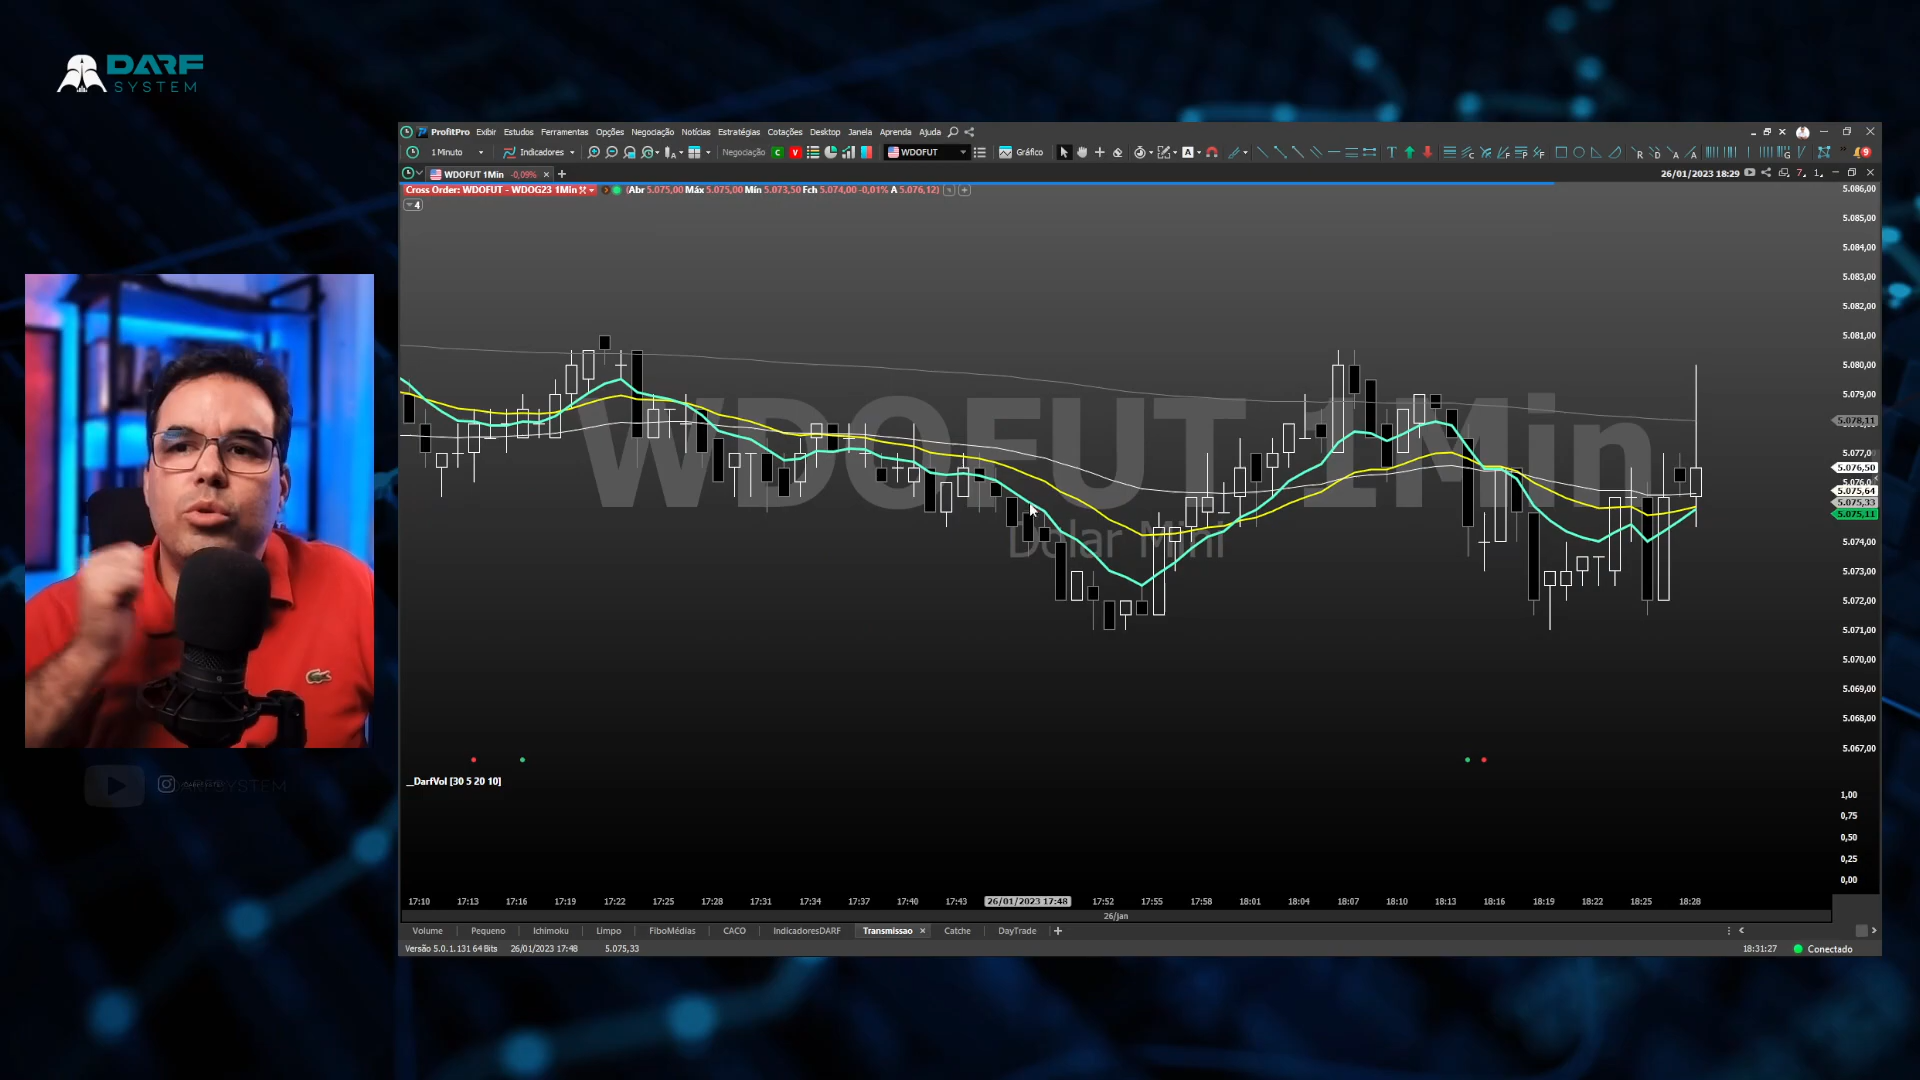 DARF
SYSTEM
ProfitPro Exibir Estudos Ferramentas Opções Negociação Notícias Estratégias Cotações Desktop Janela Aprenda Ajuda
1 Minuto Indicadores Negociação C V WDOFUT Gráfico
WDOFUT 1Min -0,09%
26/01/2023 18:29
Cross Order: WDOFUT - WDOG23 1Min (Abr 5.075,00 Máx 5.075,00 Mín 5.073,50 Fch 5.074,00 -0,01% A 5.076,12)
4
WDOFUT 1Min
Dólar Mini
5.086,00
5.085,00
5.084,00
5.083,00
5.082,00
5.081,00
5.080,00
5.079,00
5.078,11
5.077,0
5.076,50
5.076,0
5.075,64
5.075,33
5.075,11
5.074,00
5.073,00
5.072,00
5.071,00
5.070,00
5.069,00
5.068,00
5.067,00
__DarfVol [30 5 20 10]
1,00
0,75
0,50
0,25
0,00
17:10 17:13 17:16 17:19 17:22 17:25 17:28 17:31 17:34 17:37 17:40 17:43 26/01/2023 17:48 17:52 17:55 17:58 18:01 18:04 18:07 18:10 18:13 18:16 18:19 18:22 18:25 18:28
26/jan
Volume Pequeno Ichimoku Limpo FiboMédias CACO IndicadoresDARF Transmissao Catche DayTrade
Versão 5.0.1.131 64 Bits 26/01/2023 17:48 5.075,33
18:31:27 Conectado